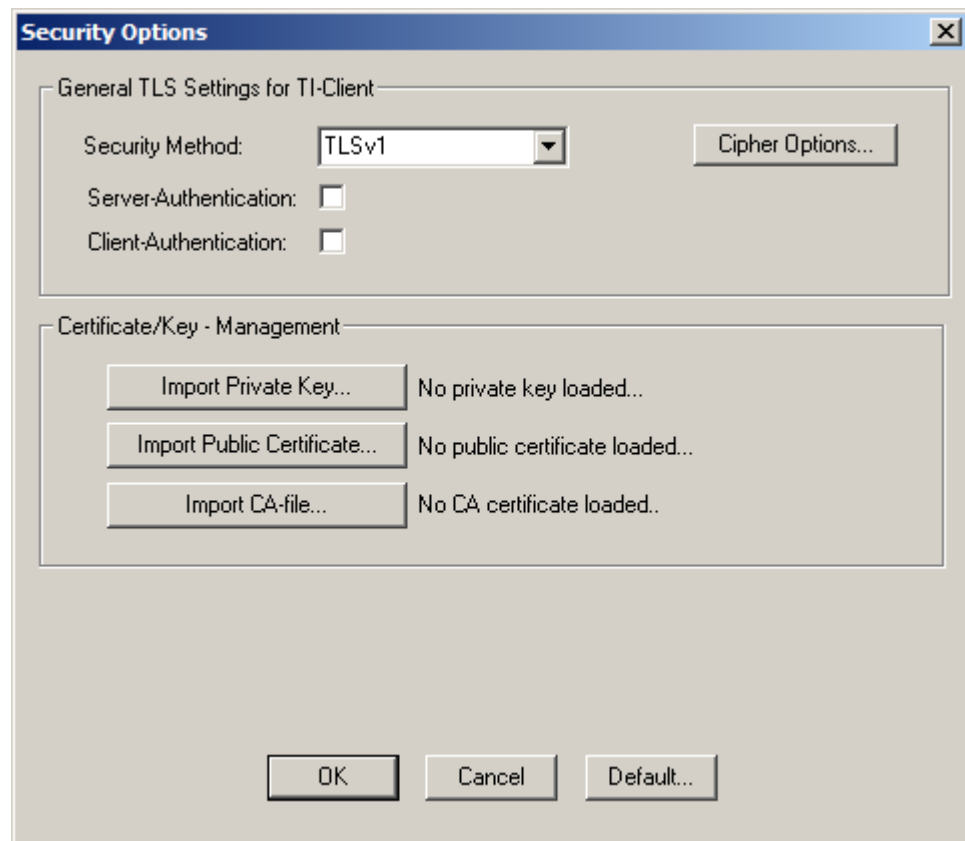 Security Options
General TLS Settings for TI-Client
Security Method: TLSv1 Cipher Options...
Server-Authentication:
Client-Authentication:
Certificate/Key - Management
Import Private Key... No private key loaded...
Import Public Certificate... No public certificate loaded...
Import CA-file... No CA certificate loaded..
OK Cancel Default...